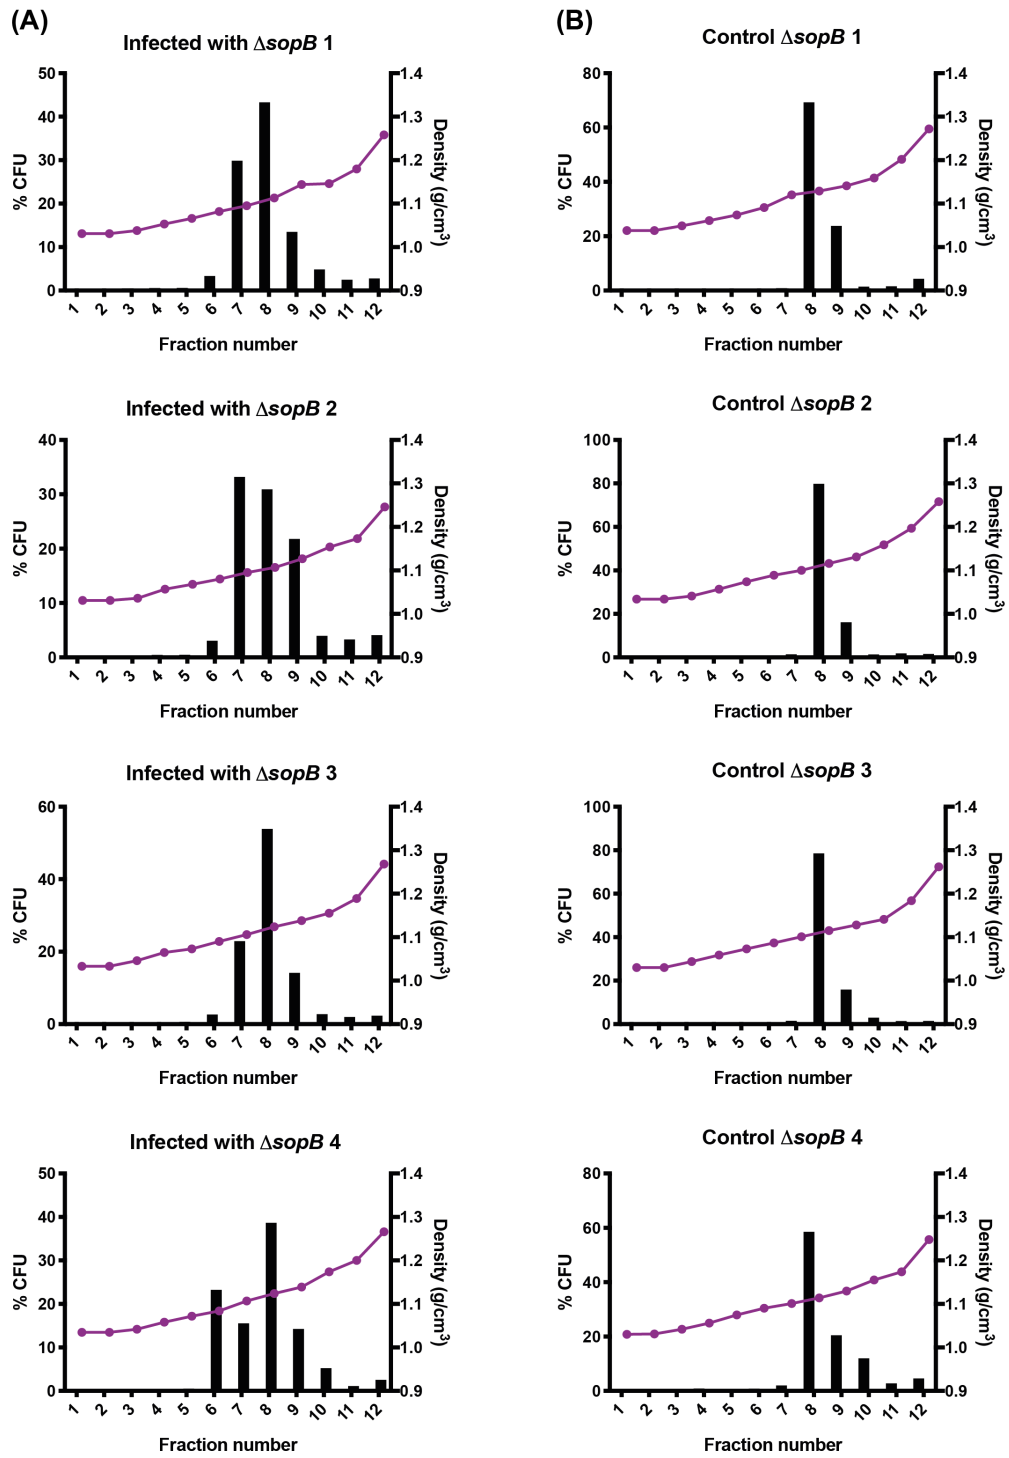 (A)
Infected with ΔsopB 1
50
40
30
20
10
0
% CFU
1.4
1.3
1.2
1.1
1.0
0.9
Density (g/cm³)
1 2 3 4 5 6 7 8 9 10 11 12
Fraction number
Infected with ΔsopB 2
40
30
20
10
0
% CFU
1.4
1.3
1.2
1.1
1.0
0.9
Density (g/cm³)
1 2 3 4 5 6 7 8 9 10 11 12
Fraction number
Infected with ΔsopB 3
60
40
20
0
% CFU
1.4
1.3
1.2
1.1
1.0
0.9
Density (g/cm³)
1 2 3 4 5 6 7 8 9 10 11 12
Fraction number
Infected with ΔsopB 4
50
40
30
20
10
0
% CFU
1.4
1.3
1.2
1.1
1.0
0.9
Density (g/cm³)
1 2 3 4 5 6 7 8 9 10 11 12
Fraction number
(B)
Control ΔsopB 1
80
60
40
20
0
% CFU
1.4
1.3
1.2
1.1
1.0
0.9
Density (g/cm³)
1 2 3 4 5 6 7 8 9 10 11 12
Fraction number
Control ΔsopB 2
100
80
60
40
20
0
% CFU
1.4
1.3
1.2
1.1
1.0
0.9
Density (g/cm³)
1 2 3 4 5 6 7 8 9 10 11 12
Fraction number
Control ΔsopB 3
100
80
60
40
20
0
% CFU
1.4
1.3
1.2
1.1
1.0
0.9
Density (g/cm³)
1 2 3 4 5 6 7 8 9 10 11 12
Fraction number
Control ΔsopB 4
80
60
40
20
0
% CFU
1.4
1.3
1.2
1.1
1.0
0.9
Density (g/cm³)
1 2 3 4 5 6 7 8 9 10 11 12
Fraction number